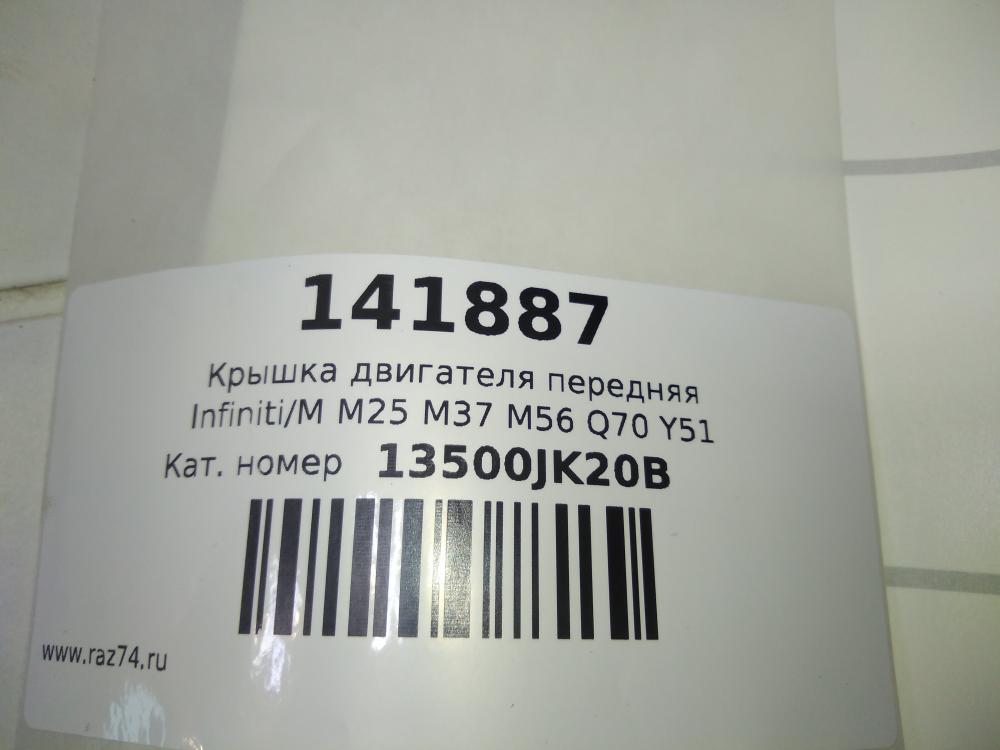 141887
Крышка двигателя передняя
Infiniti/M M25 M37 M56 Q70 Y51
Кат. номер 13500JK20B
www.raz74.ru